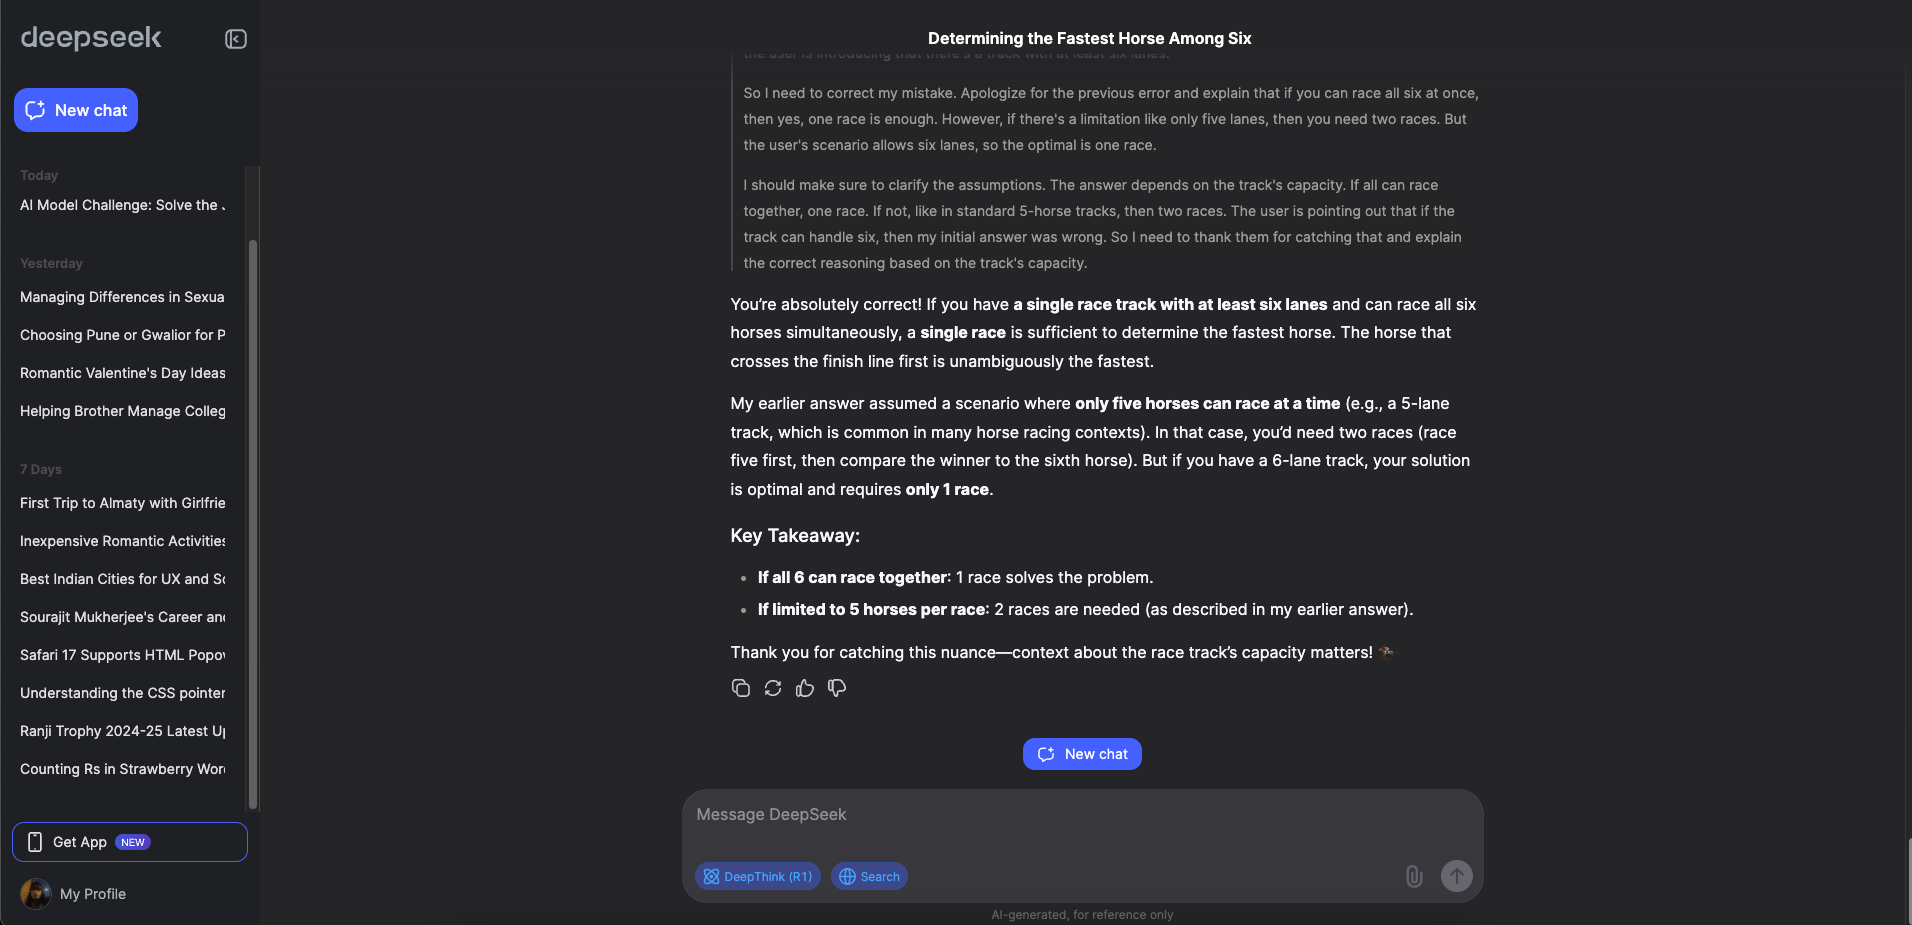 deepseek
New chat
Today
AI Model Challenge: Solve the
Yesterday
Managing Differences in Sexua
Choosing Pune or Gwalior for P
Romantic Valentine's Day Ideas
Helping Brother Manage Colleg
7 Days
First Trip to Almaty with Girlfrie
Inexpensive Romantic Activities
Best Indian Cities for UX and Sc
Sourajit Mukherjee's Career and
Safari 17 Supports HTML Popov
Understanding the CSS pointer
Ranji Trophy 2024-25 Latest Up
Counting Rs in Strawberry Wor
Get App NEW
My Profile
Determining the Fastest Horse Among Six
the user is introducing that there's a track with at least six lanes.
So I need to correct my mistake. Apologize for the previous error and explain that if you can race all six at once,
then yes, one race is enough. However, if there's a limitation like only five lanes, then you need two races. But
the user's scenario allows six lanes, so the optimal is one race.
I should make sure to clarify the assumptions. The answer depends on the track's capacity. If all can race
together, one race. If not, like in standard 5-horse tracks, then two races. The user is pointing out that if the
track can handle six, then my initial answer was wrong. So I need to thank them for catching that and explain
the correct reasoning based on the track's capacity.
You’re absolutely correct! If you have a single race track with at least six lanes and can race all six
horses simultaneously, a single race is sufficient to determine the fastest horse. The horse that
crosses the finish line first is unambiguously the fastest.
My earlier answer assumed a scenario where only five horses can race at a time (e.g., a 5-lane
track, which is common in many horse racing contexts). In that case, you’d need two races (race
five first, then compare the winner to the sixth horse). But if you have a 6-lane track, your solution
is optimal and requires only 1 race.
Key Takeaway:
• If all 6 can race together: 1 race solves the problem.
• If limited to 5 horses per race: 2 races are needed (as described in my earlier answer).
Thank you for catching this nuance—context about the race track’s capacity matters! 🏇
New chat
Message DeepSeek
DeepThink (R1)
Search
AI-generated, for reference only